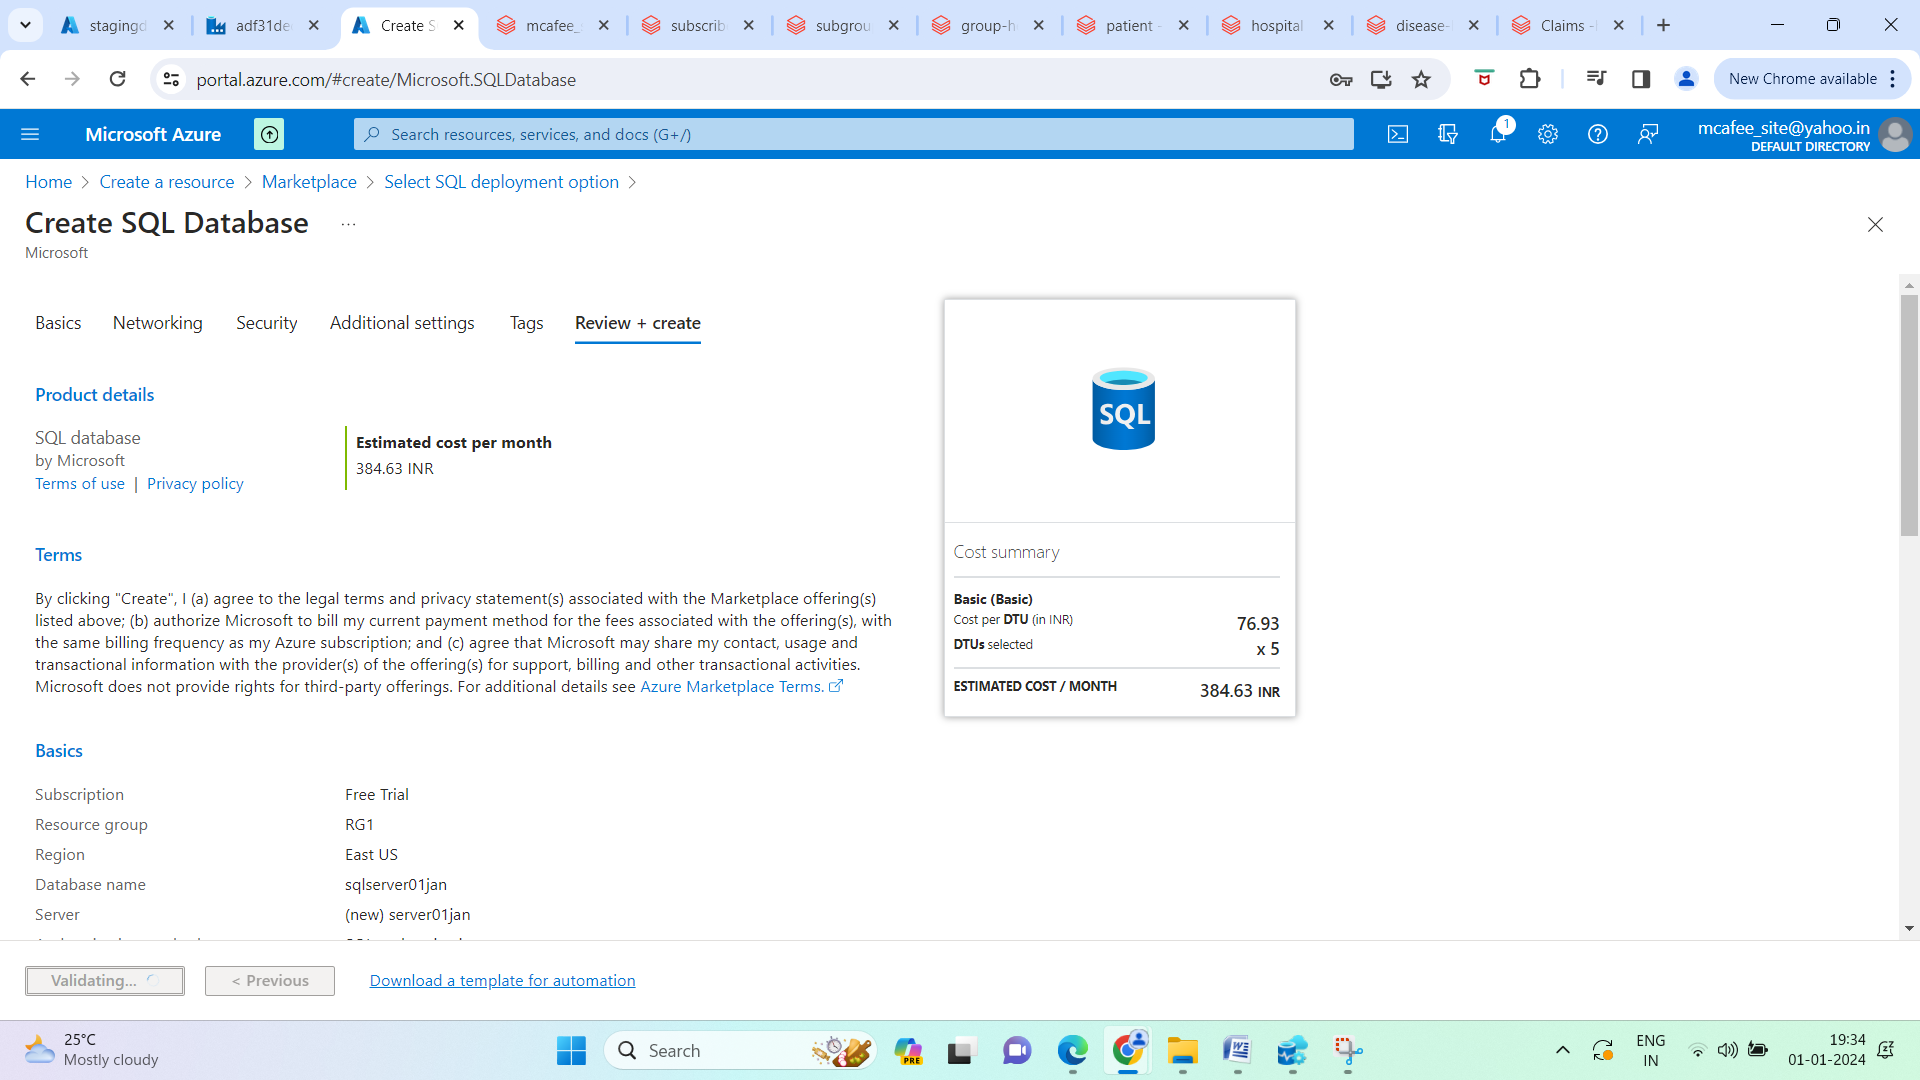 stagingd
adf31de
Create S
mcafee_
subscrib
subgrou
group-h
patient -
hospital
disease-
Claims -
portal.azure.com/#create/Microsoft.SQLDatabase
New Chrome available
Microsoft Azure
Search resources, services, and docs (G+/)
1
mcafee_site@yahoo.in
DEFAULT DIRECTORY
Home > Create a resource > Marketplace > Select SQL deployment option >
Create SQL Database ...
Microsoft
Basics Networking Security Additional settings Tags Review + create
Product details
SQL database
by Microsoft
Terms of use | Privacy policy
Estimated cost per month
384.63 INR
Terms
By clicking "Create", I (a) agree to the legal terms and privacy statement(s) associated with the Marketplace offering(s)
listed above; (b) authorize Microsoft to bill my current payment method for the fees associated with the offering(s), with
the same billing frequency as my Azure subscription; and (c) agree that Microsoft may share my contact, usage and
transactional information with the provider(s) of the offering(s) for support, billing and other transactional activities.
Microsoft does not provide rights for third-party offerings. For additional details see Azure Marketplace Terms.
Basics
Subscription Free Trial
Resource group RG1
Region East US
Database name sqlserver01jan
Server (new) server01jan
SQL
Cost summary
Basic (Basic)
Cost per DTU (in INR) 76.93
DTUs selected x 5
ESTIMATED COST / MONTH 384.63 INR
Validating...
< Previous
Download a template for automation
25°C
Mostly cloudy
Search
PRE
ENG
IN
19:34
01-01-2024